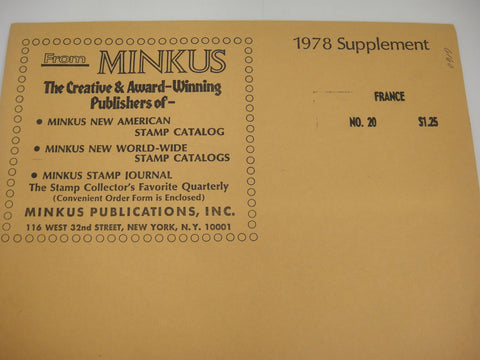 From MINKUS
The Creative & Award-Winning
Publishers of-
• MINKUS NEW AMERICAN
STAMP CATALOG
• MINKUS NEW WORLD-WIDE
STAMP CATALOGS
• MINKUS STAMP JOURNAL
The Stamp Collector's Favorite Quarterly
(Convenient Order Form is Enclosed)
MINKUS PUBLICATIONS, INC.
116 WEST 32nd STREET, NEW YORK, N.Y. 10001
1978 Supplement
FRANCE
NO. 20 $1.25